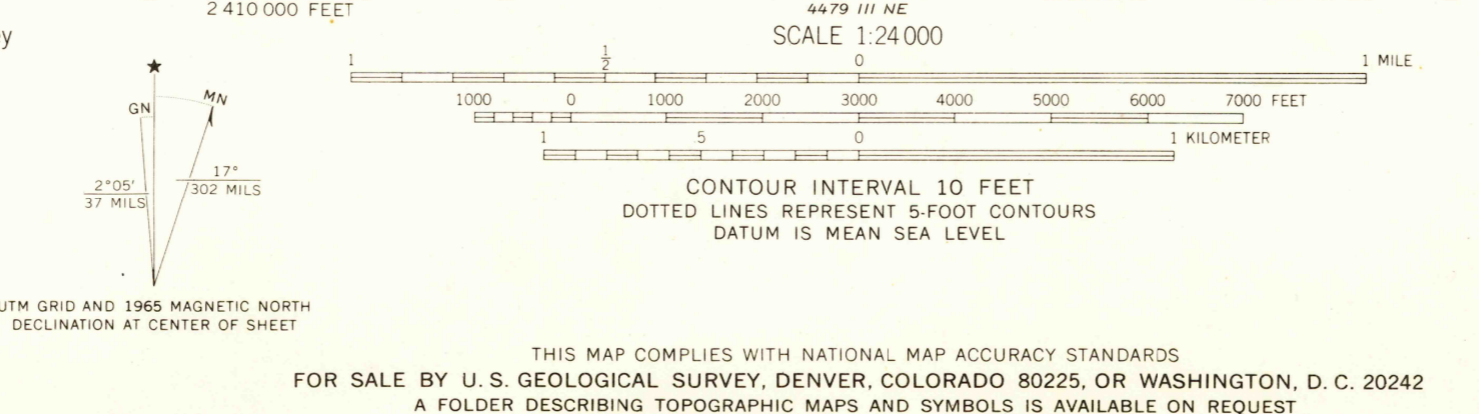 2 410 000 FEET
4479 III NE
SCALE 1:24 000
1 1/2 0 1 MILE
1000 0 1000 2000 3000 4000 5000 6000 7000 FEET
1 .5 0 1 KILOMETER
GN
MN
2°05′
37 MILS
17°
302 MILS
CONTOUR INTERVAL 10 FEET
DOTTED LINES REPRESENT 5-FOOT CONTOURS
DATUM IS MEAN SEA LEVEL
UTM GRID AND 1965 MAGNETIC NORTH
DECLINATION AT CENTER OF SHEET
THIS MAP COMPLIES WITH NATIONAL MAP ACCURACY STANDARDS
FOR SALE BY U. S. GEOLOGICAL SURVEY, DENVER, COLORADO 80225, OR WASHINGTON, D. C. 20242
A FOLDER DESCRIBING TOPOGRAPHIC MAPS AND SYMBOLS IS AVAILABLE ON REQUEST